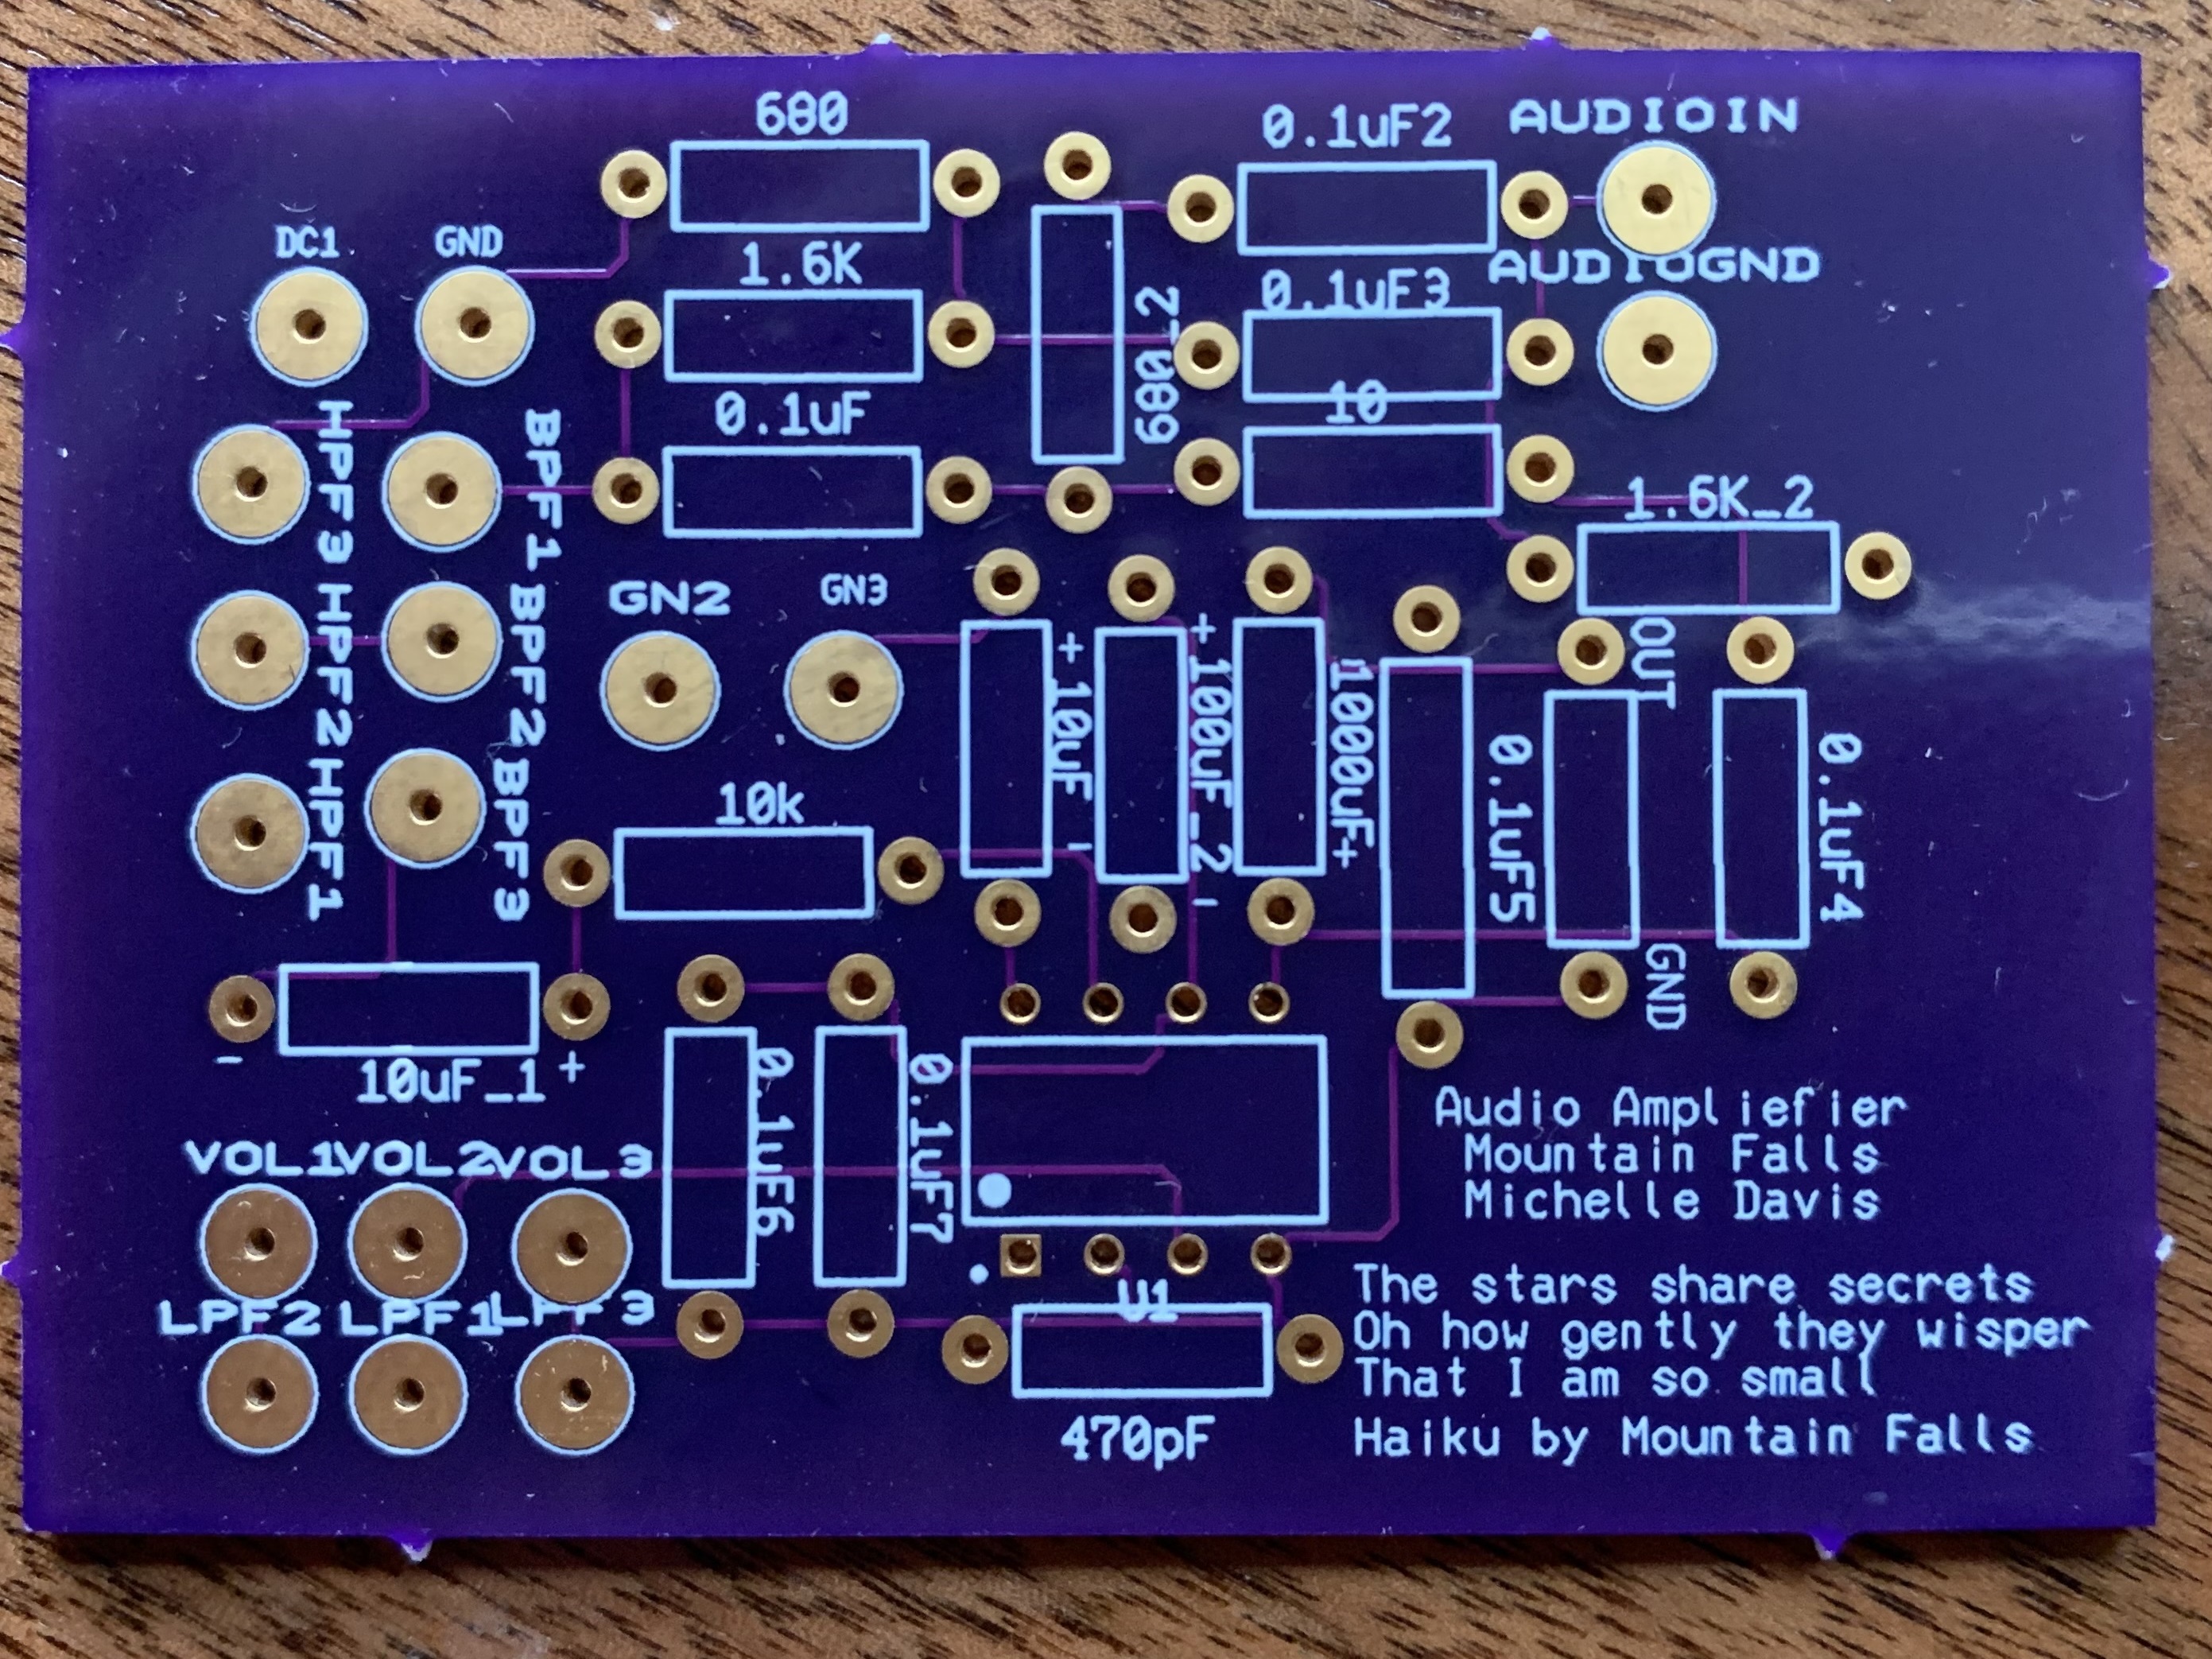 680
0.1uF2
AUDIOIN
DC1
GND
1.6K
AUDIOGND
0.1uF3
680_2
0.1uF
10
HPF3
BPF1
1.6K_2
GN2
GN3
HPF2
BPF2
+
10uF
-
+
100uF_2
-
-
1000uF
+
OUT
0.1uF5
0.1uF4
GND
HPF1
BPF3
10k
-
10uF_1
+
0.1uF6
0.1uF7
VOL1
VOL2
VOL3
LPF2
LPF1
LPF3
U1
470pF
Audio Ampliefier
Mountain Falls
Michelle Davis
The stars share secrets
Oh how gently they wisper
That I am so small
Haiku by Mountain Falls